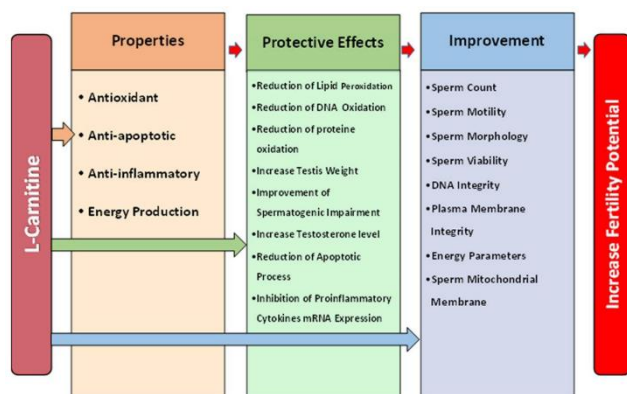 L-Carnitine
Properties
• Antioxidant
• Anti-apoptotic
• Anti-inflammatory
• Energy Production
Protective Effects
•Reduction of Lipid Peroxidation
•Reduction of DNA Oxidation
•Reduction of proteine
oxidation
•Increase Testis Weight
•Improvement of
Spermatogenic Impairment
•Increase Testosterone level
•Reduction of Apoptotic
Process
•Inhibition of Proinflammatory
Cytokines mRNA Expression
Improvement
•Sperm Count
•Sperm Motility
•Sperm Morphology
•Sperm Viability
•DNA Integrity
•Plasma Membrane
Integrity
•Energy Parameters
•Sperm Mitochondrial
Membrane
Increase Fertility Potential